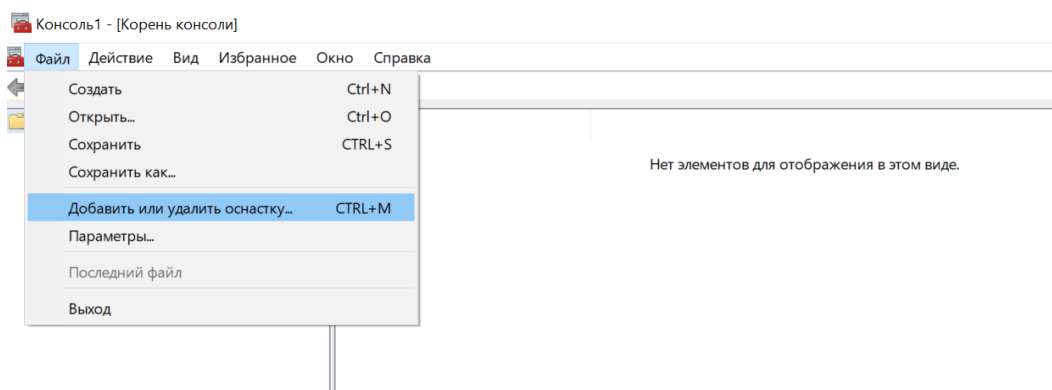 Консоль1 - [Корень консоли]
Файл Действие Вид Избранное Окно Справка
Создать Ctrl+N
Открыть... Ctrl+O
Сохранить CTRL+S
Сохранить как...
Нет элементов для отображения в этом виде.
Добавить или удалить оснастку... CTRL+M
Параметры...
Последний файл
Выход